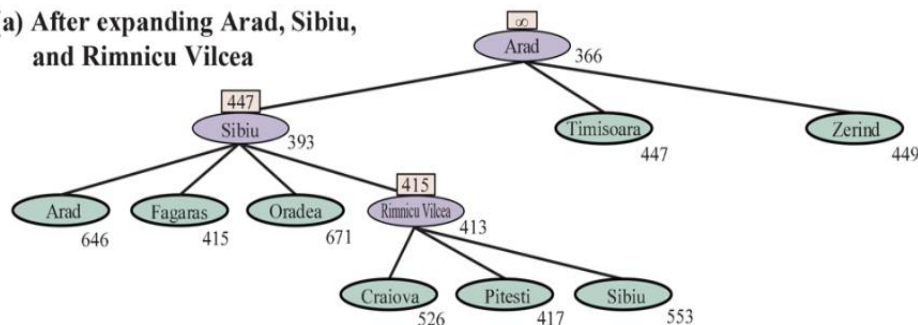 (a) After expanding Arad, Sibiu,
and Rimnicu Vilcea
∞
Arad
366
447
Sibiu
393
Timisoara
447
Zerind
449
Arad
646
Fagaras
415
Oradea
671
415
Rimnicu Vilcea
413
Craiova
526
Pitesti
417
Sibiu
553